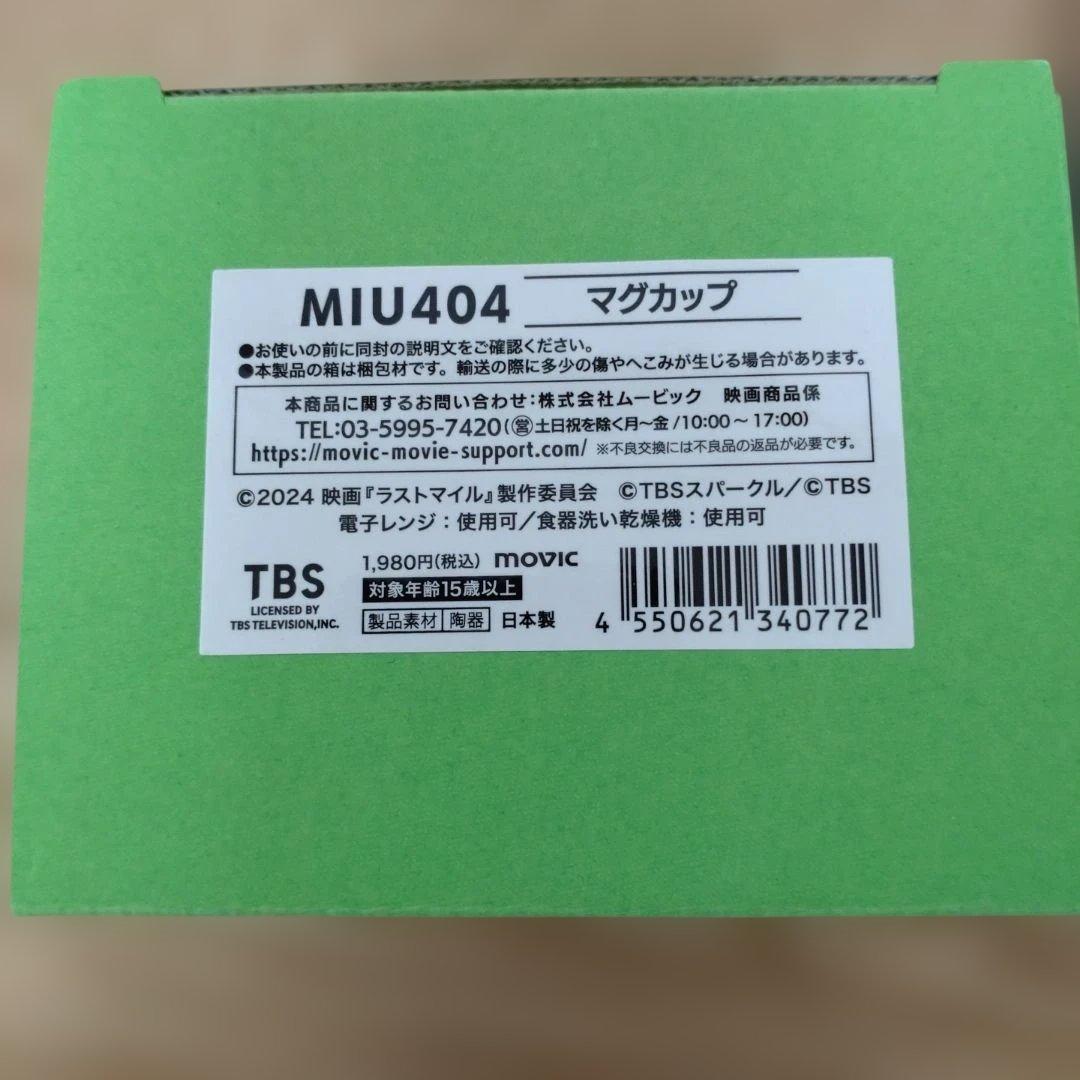 MIU404 マグカップ
●お使いの前に同封の説明文をご確認ください。
●本製品の箱は梱包材です。輸送の際に多少の傷やへこみが生じる場合があります。
本商品に関するお問い合わせ：株式会社ムービック　映画商品係
TEL:03-5995-7420(㊡土日祝を除く月～金/10:00～17:00)
https://movic-movie-support.com/ ※不良交換には不良品の返品が必要です。
©2024 映画『ラストマイル』製作委員会　©TBSスパークル／©TBS
電子レンジ：使用可／食器洗い乾燥機：使用可
TBS
LICENSED BY
TBS TELEVISION,INC.
1,980円(税込) movic
対象年齢15歳以上
製品素材 陶器 日本製
4 550621 340772